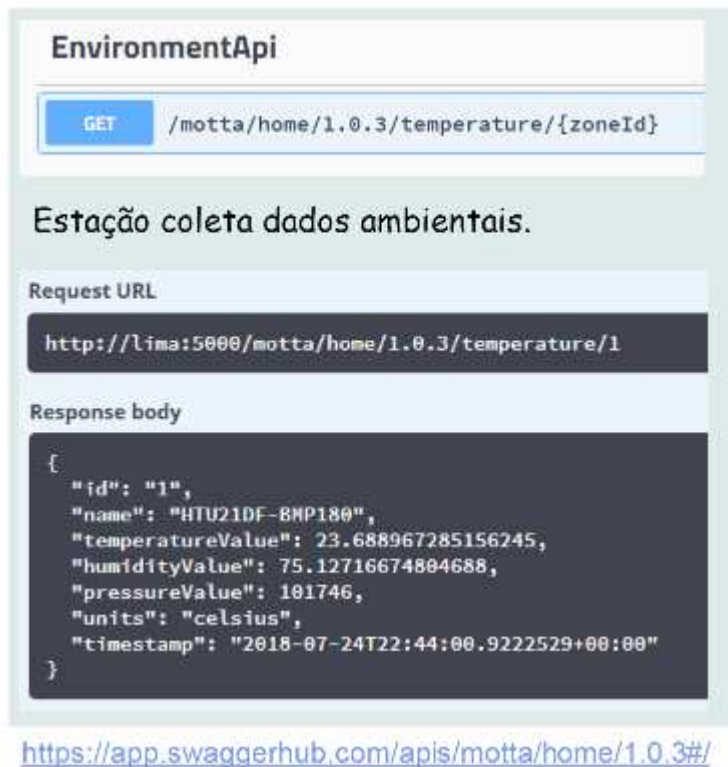 EnvironmentApi
GET /motta/home/1.0.3/temperature/{zoneId}
Estação coleta dados ambientais.
Request URL
http://lima:5000/motta/home/1.0.3/temperature/1
Response body
{
"id": "1",
"name": "HTU21DF-BMP180",
"temperatureValue": 23.688967285156245,
"humidityValue": 75.12716674804688,
"pressureValue": 101746,
"units": "celsius",
"timestamp": "2018-07-24T22:44:00.9222529+00:00"
}
https://app.swaggerhub.com/apis/motta/home/1.0.3#/